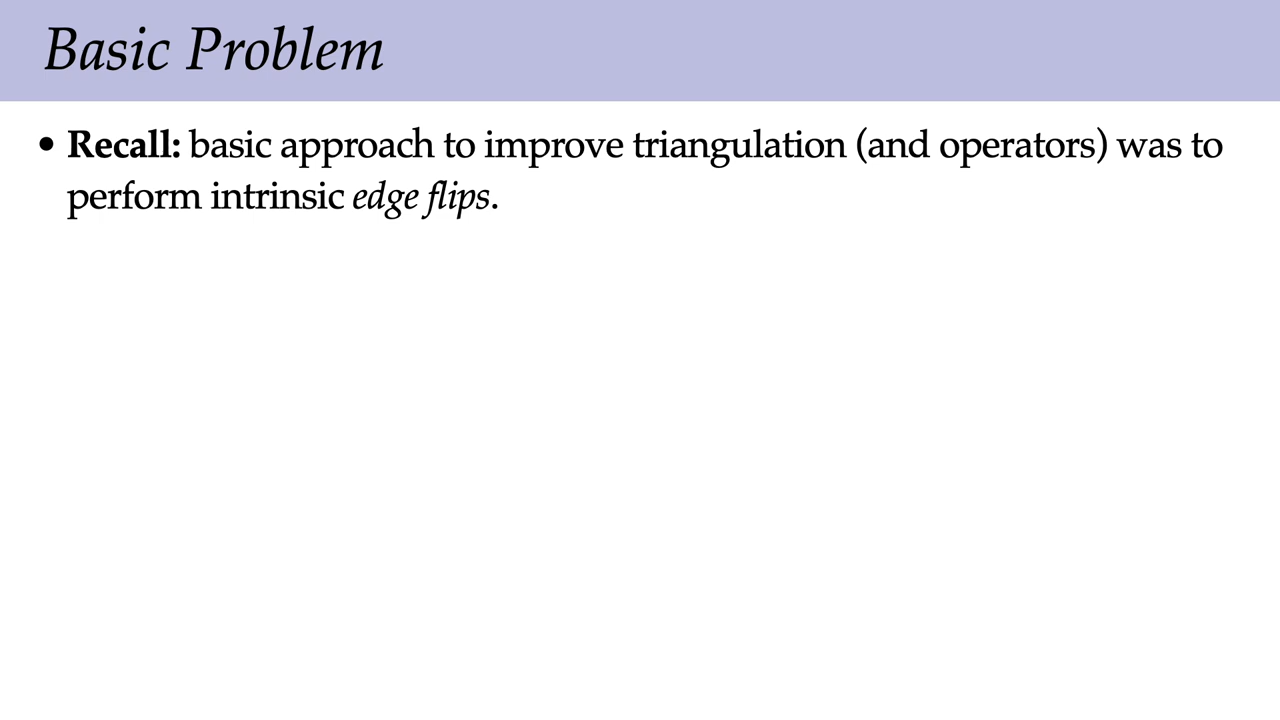 Basic Problem
• Recall: basic approach to improve triangulation (and operators) was to
perform intrinsic edge flips.